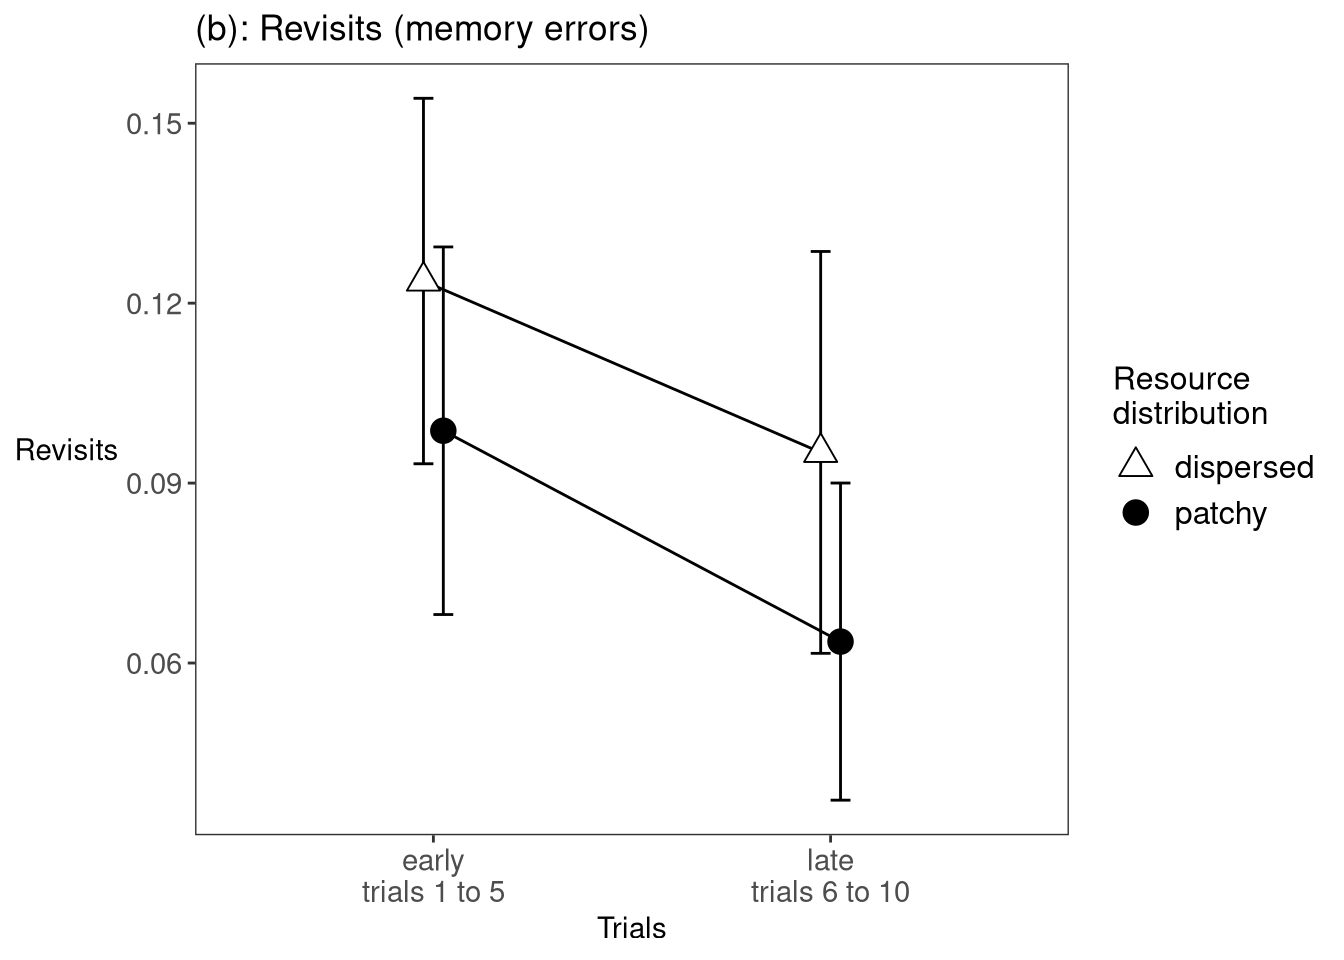 (b): Revisits (memory errors)
0.15
0.12
0.09
0.06
Revisits
early
trials 1 to 5
late
trials 6 to 10
Trials
Resource
distribution
dispersed
patchy